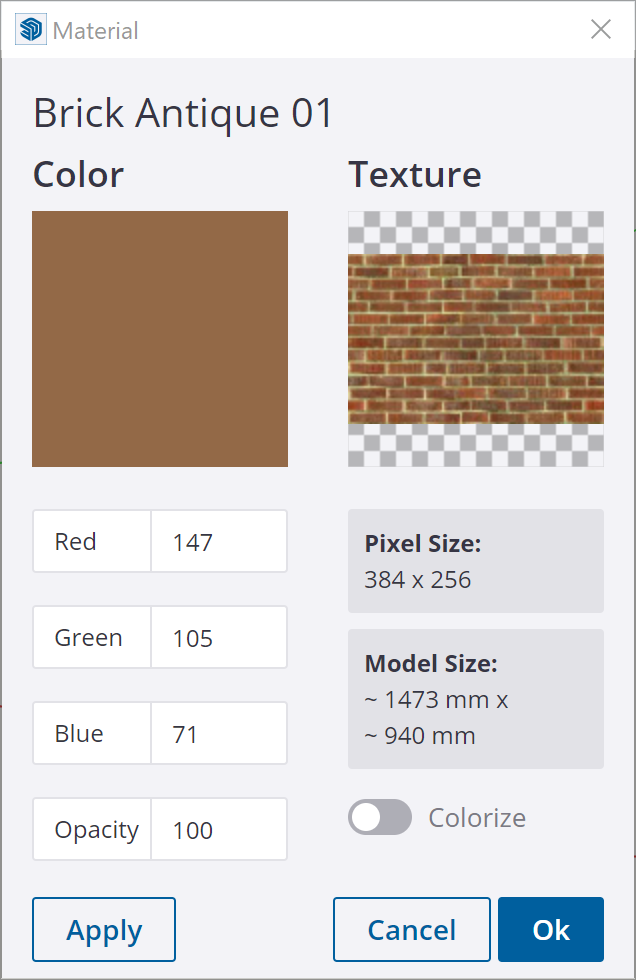 Material
Brick Antique 01
Color
Texture
Red 147
Green 105
Blue 71
Opacity 100
Pixel Size:
384 x 256
Model Size:
~ 1473 mm x
~ 940 mm
Colorize
Apply
Cancel
Ok